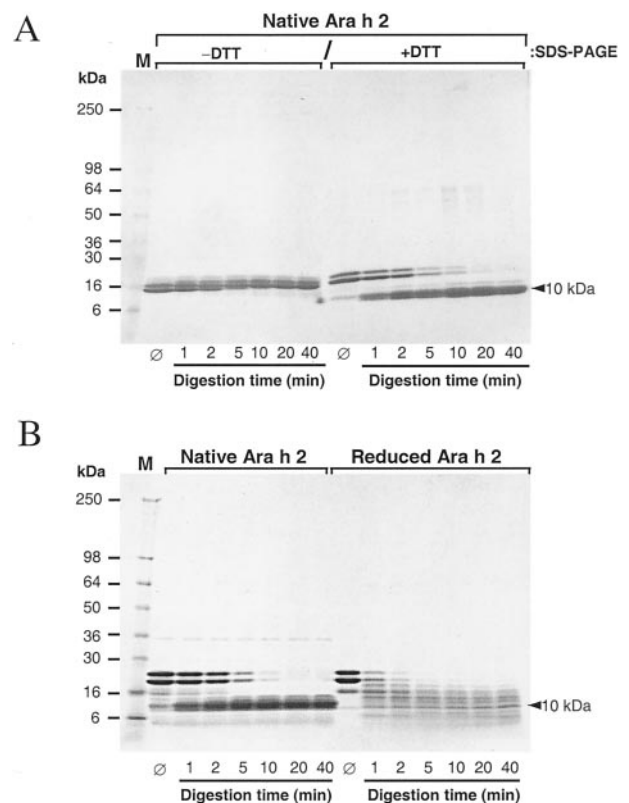 A
Native Ara h 2
M –DTT / +DTT :SDS-PAGE
kDa
250
98
64
50
36
30
16
6
10 kDa
∅ 1 2 5 10 20 40 ∅ 1 2 5 10 20 40
Digestion time (min) Digestion time (min)
B
M Native Ara h 2 Reduced Ara h 2
kDa
250
98
64
50
36
30
16
6
10 kDa
∅ 1 2 5 10 20 40 ∅ 1 2 5 10 20 40
Digestion time (min) Digestion time (min)